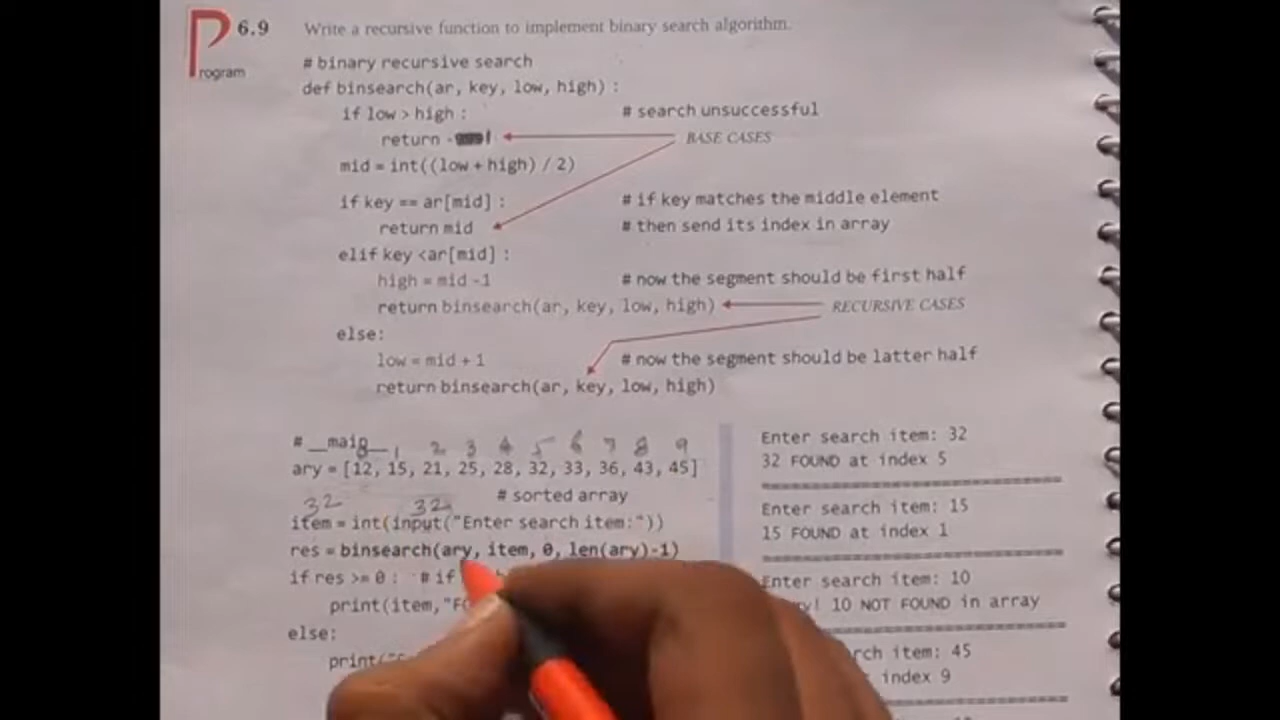 Program 6.9 Write a recursive function to implement binary search algorithm.
# binary recursive search
def binsearch(ar, key, low, high) :
if low > high : # search unsuccessful
return - 1 BASE CASES
mid = int((low + high) / 2)
if key == ar[mid] : # if key matches the middle element
return mid # then send its index in array
elif key <ar[mid] :
high = mid -1 # now the segment should be first half
return binsearch(ar, key, low, high) RECURSIVE CASES
else:
low = mid + 1 # now the segment should be latter half
return binsearch(ar, key, low, high)
# __main__
0 1 2 3 4 5 6 7 8 9
ary = [12, 15, 21, 25, 28, 32, 33, 36, 43, 45]
# sorted array
32 32
item = int(input("Enter search item:"))
res = binsearch(ary, item, 0, len(ary)-1)
if res >= 0 : # if
print(item,
else:
Enter search item: 32
32 FOUND at index 5
Enter search item: 15
15 FOUND at index 1
Enter search item: 10
10 NOT FOUND in array
item: 45
index 9